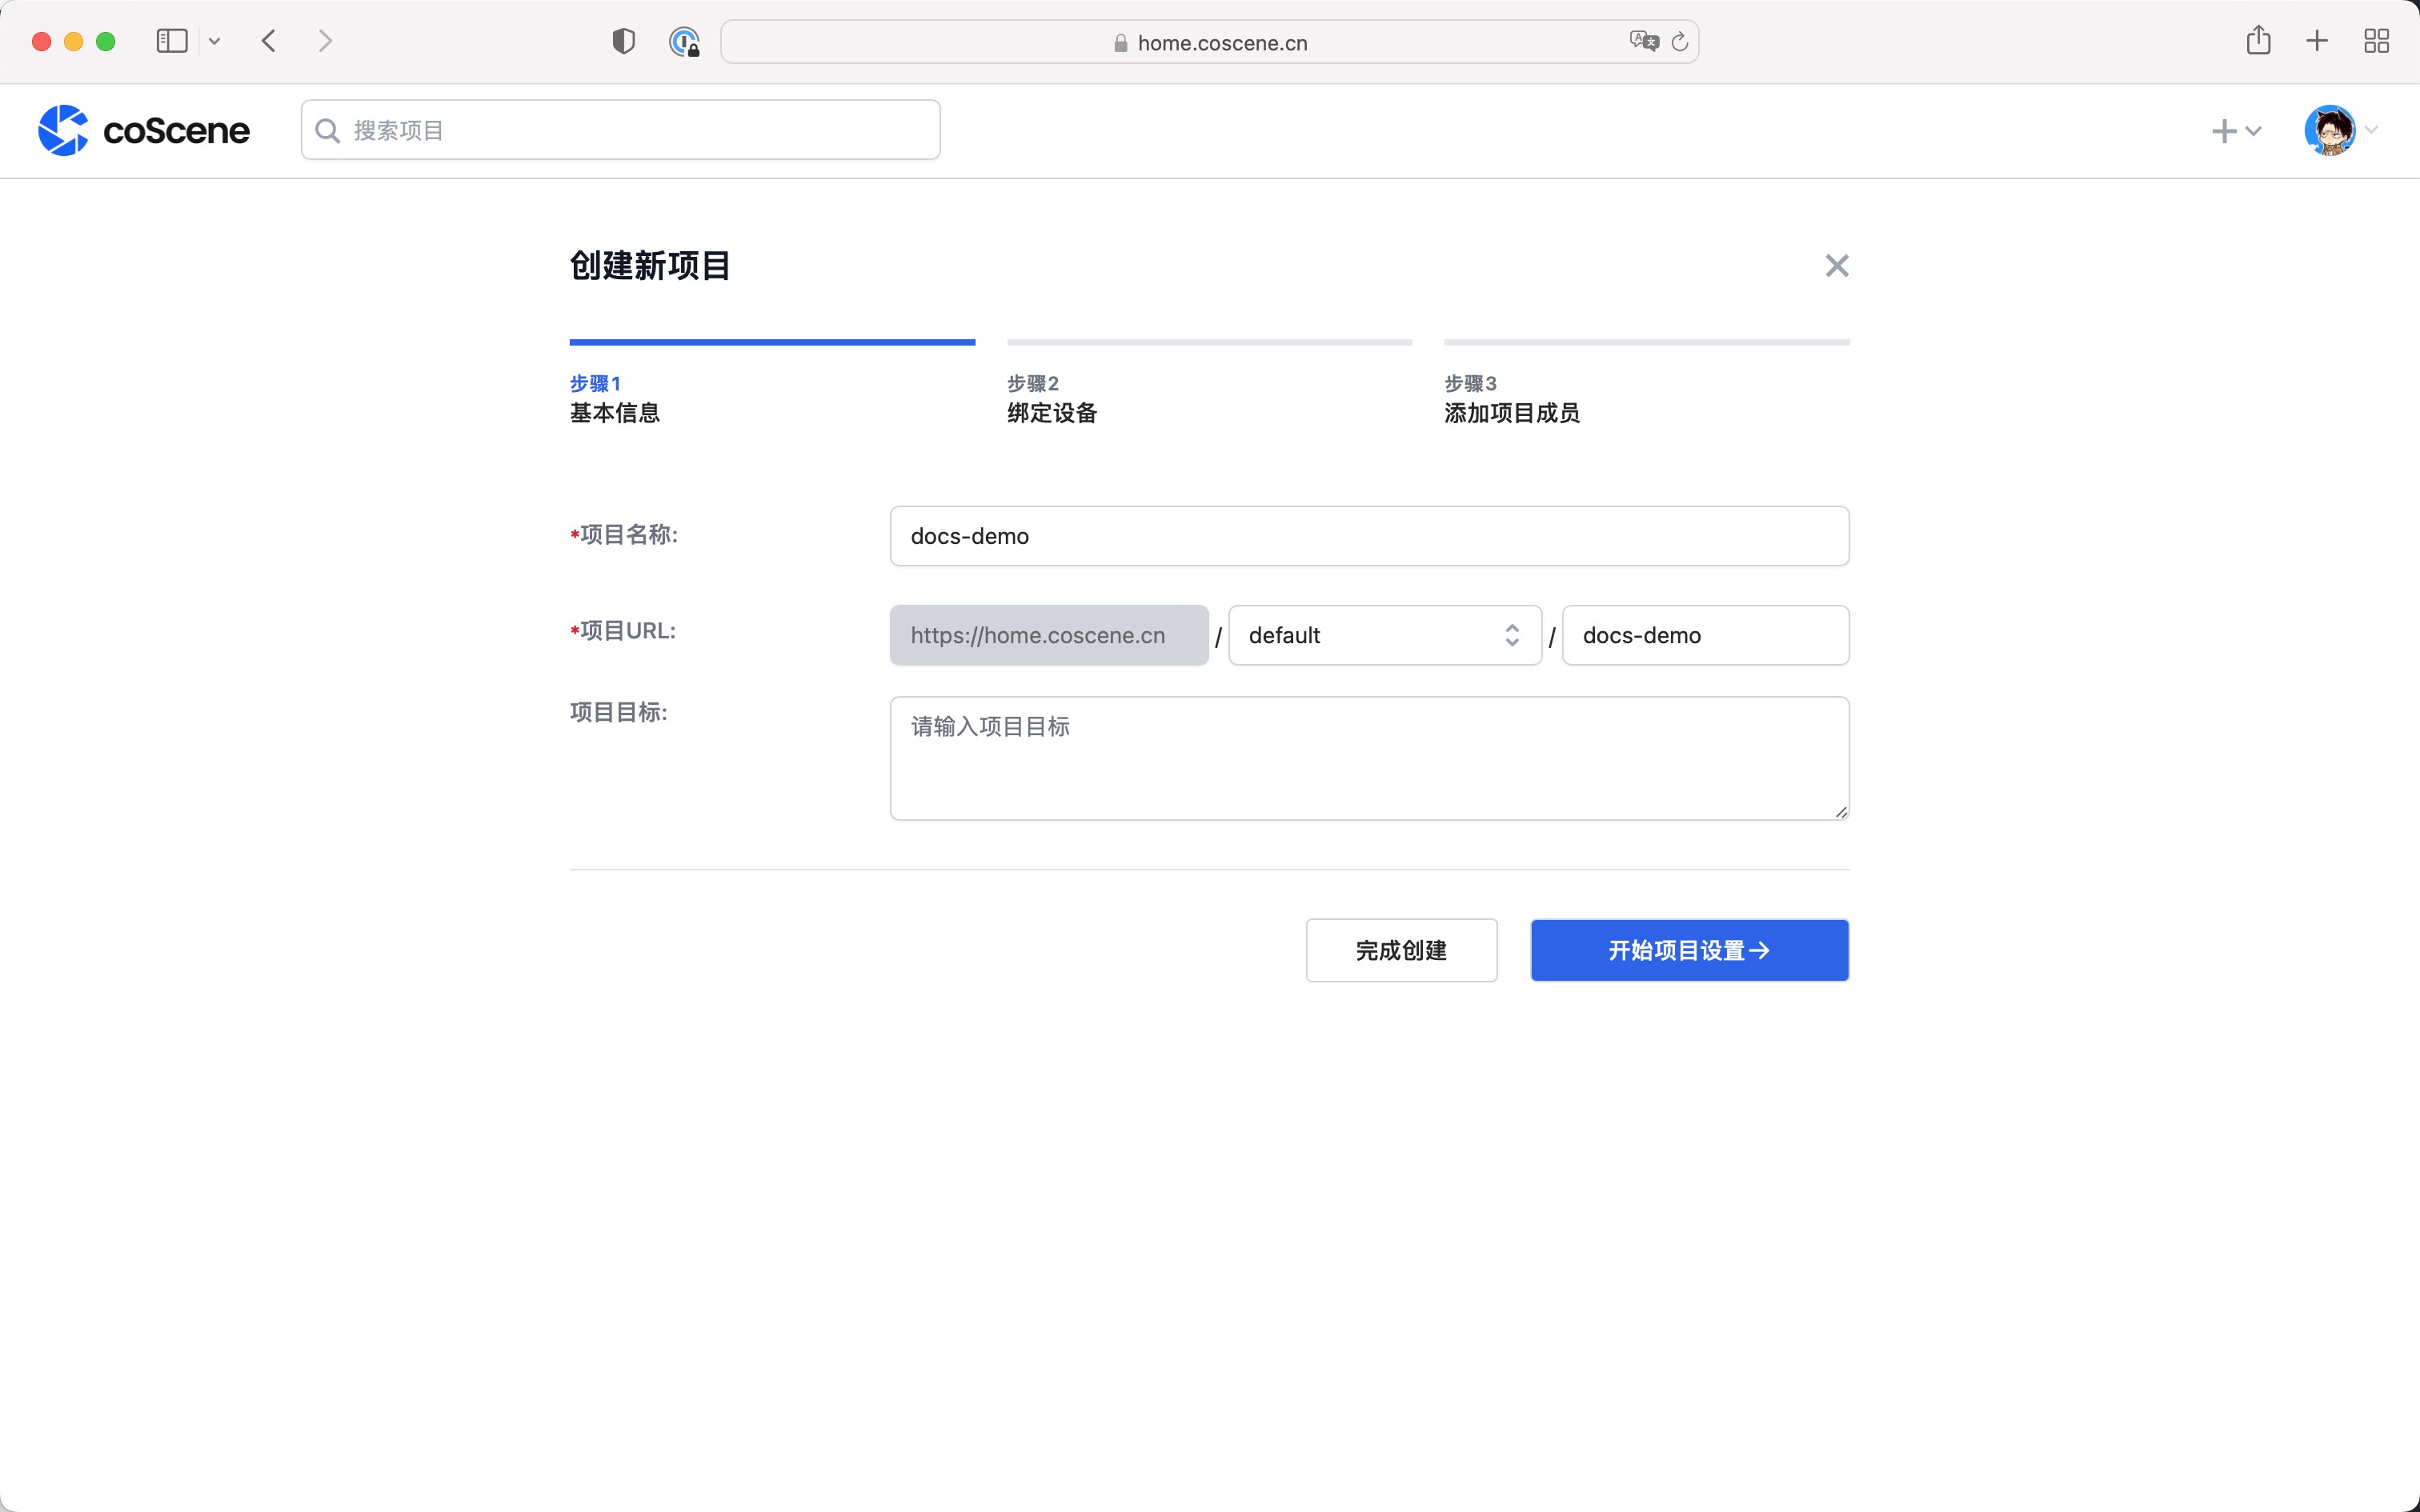 home.coscene.cn
coScene
搜索项目
创建新项目
步骤1
基本信息
步骤2
绑定设备
步骤3
添加项目成员
*项目名称:
docs-demo
*项目URL:
https://home.coscene.cn / default / docs-demo
项目目标:
请输入项目目标
完成创建
开始项目设置→